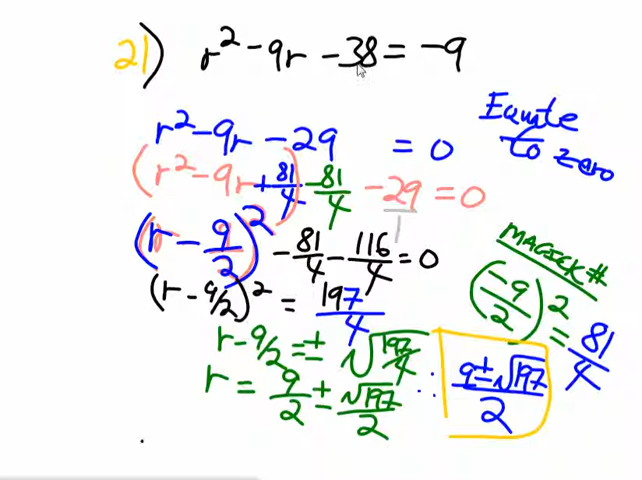 21) r² - 9r - 38 = -9
Equate to zero
r² - 9r - 29 = 0
(r² - 9r + 81/4) - 81/4 - 29/1 = 0
(r - 9/2)² - 81/4 - 116/4 = 0
MAGICK #
(-9/2)² = 81/4
(r - 9/2)² = 197/4
r - 9/2 = ± √197/4
r = 9/2 ± √197/2 ∴ 9 ± √197/2